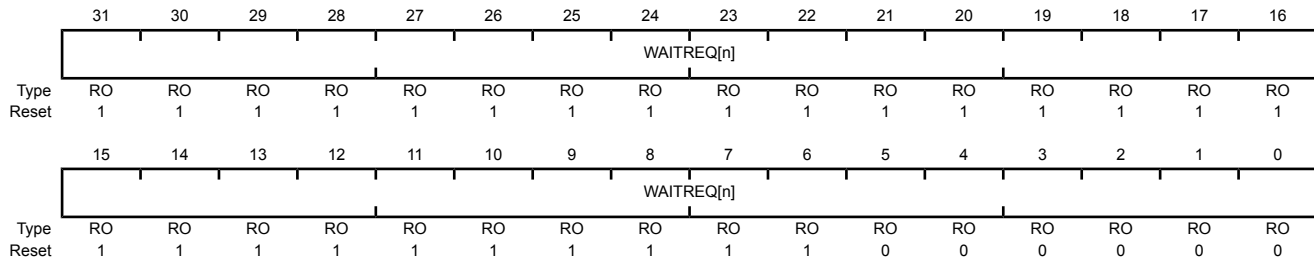 31 30 29 28 27 26 25 24 23 22 21 20 19 18 17 16
WAITREQ[n]
Type RO RO RO RO RO RO RO RO RO RO RO RO RO RO RO RO
Reset 1 1 1 1 1 1 1 1 1 1 1 1 1 1 1 1
15 14 13 12 11 10 9 8 7 6 5 4 3 2 1 0
WAITREQ[n]
Type RO RO RO RO RO RO RO RO RO RO RO RO RO RO RO RO
Reset 1 1 1 1 1 1 1 1 1 1 0 0 0 0 0 0